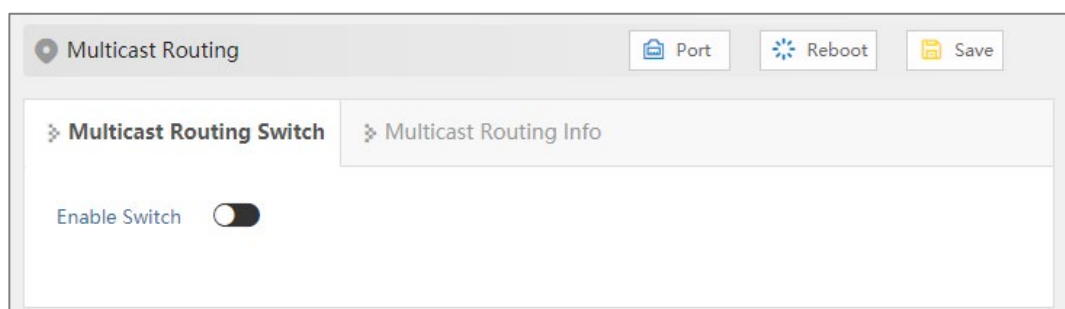 Multicast Routing Port Reboot Save
Multicast Routing Switch Multicast Routing Info
Enable Switch